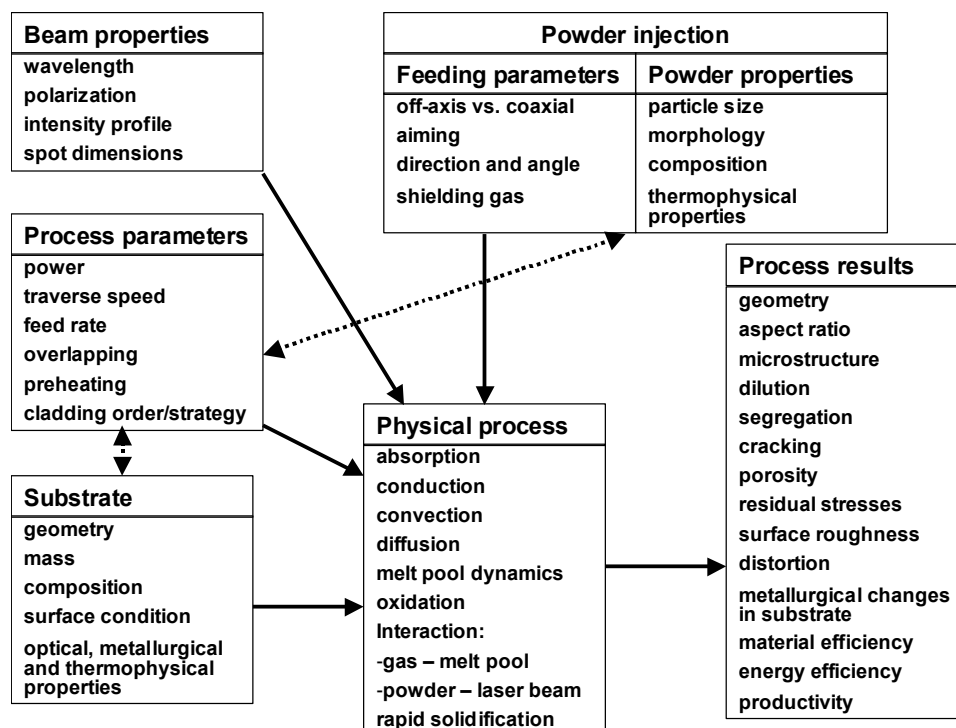 Beam properties
wavelength
polarization
intensity profile
spot dimensions
Powder injection
Feeding parameters
off-axis vs. coaxial
aiming
direction and angle
shielding gas
Powder properties
particle size
morphology
composition
thermophysical
properties
Process parameters
power
traverse speed
feed rate
overlapping
preheating
cladding order/strategy
Substrate
geometry
mass
composition
surface condition
optical, metallurgical
and thermophysical
properties
Physical process
absorption
conduction
convection
diffusion
melt pool dynamics
oxidation
Interaction:
-gas – melt pool
-powder – laser beam
rapid solidification
Process results
geometry
aspect ratio
microstructure
dilution
segregation
cracking
porosity
residual stresses
surface roughness
distortion
metallurgical changes
in substrate
material efficiency
energy efficiency
productivity